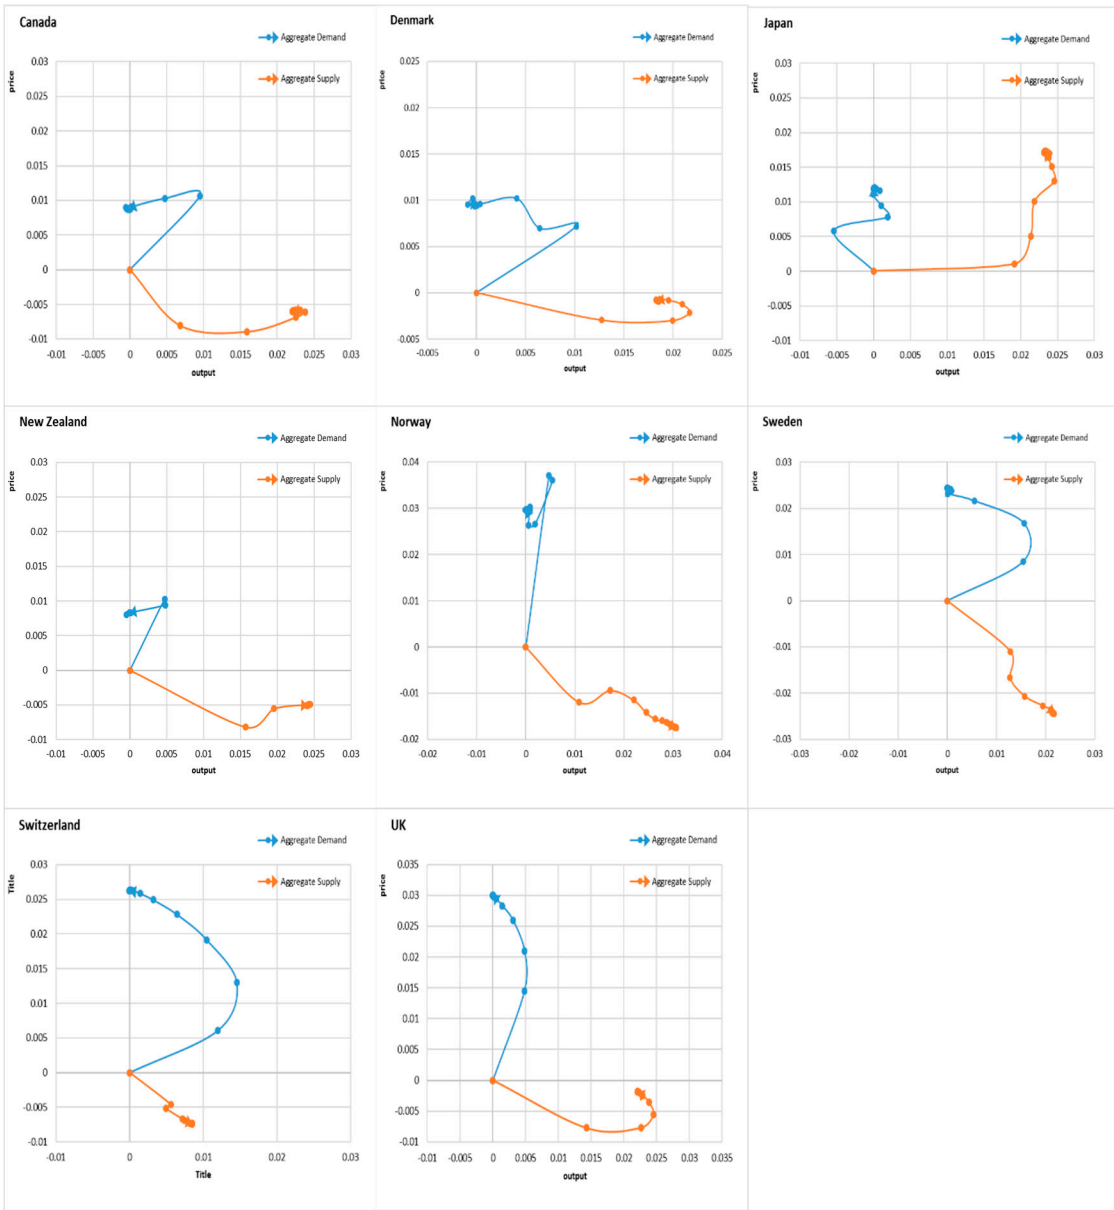 Canada
Aggregate Demand
Aggregate Supply
price
0.03
0.025
0.02
0.015
0.01
0.005
0
-0.005
-0.01
-0.01 -0.005 0 0.005 0.01 0.015 0.02 0.025 0.03
output
Denmark
Aggregate Demand
Aggregate Supply
price
0.025
0.02
0.015
0.01
0.005
0
-0.005
-0.005 0 0.005 0.01 0.015 0.02 0.025
output
Japan
Aggregate Demand
Aggregate Supply
price
0.03
0.025
0.02
0.015
0.01
0.005
0
-0.005
-0.01
-0.01 -0.005 0 0.005 0.01 0.015 0.02 0.025 0.03
output
New Zealand
Aggregate Demand
Aggregate Supply
price
0.03
0.025
0.02
0.015
0.01
0.005
0
-0.005
-0.01
-0.01 -0.005 0 0.005 0.01 0.015 0.02 0.025 0.03
output
Norway
Aggregate Demand
Aggregate Supply
price
0.04
0.03
0.02
0.01
0
-0.01
-0.02
-0.02 -0.01 0 0.01 0.02 0.03 0.04
output
Sweden
Aggregate Demand
Aggregate Supply
price
0.03
0.02
0.01
0
-0.01
-0.02
-0.03
-0.03 -0.02 -0.01 0 0.01 0.02 0.03
output
Switzerland
Aggregate Demand
Aggregate Supply
Title
0.03
0.025
0.02
0.015
0.01
0.005
0
-0.005
-0.01
-0.01 0 0.01 0.02 0.03
Title
UK
Aggregate Demand
Aggregate Supply
price
0.035
0.03
0.025
0.02
0.015
0.01
0.005
0
-0.005
-0.01
-0.01 -0.005 0 0.005 0.01 0.015 0.02 0.025 0.03 0.035
output